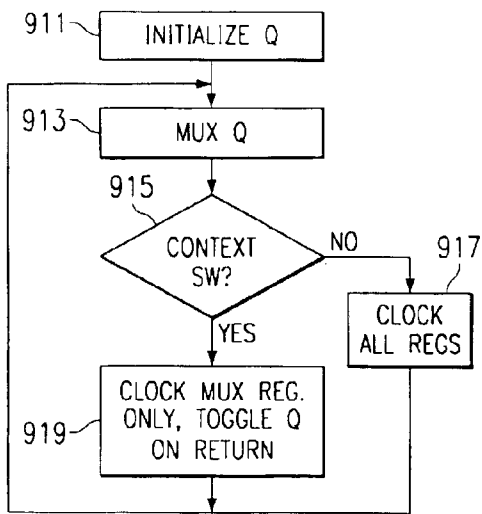 911
INITIALIZE Q
913
MUX Q
915
CONTEXT
SW?
NO
917
CLOCK
ALL REGS
YES
919
CLOCK MUX REG.
ONLY, TOGGLE Q
ON RETURN